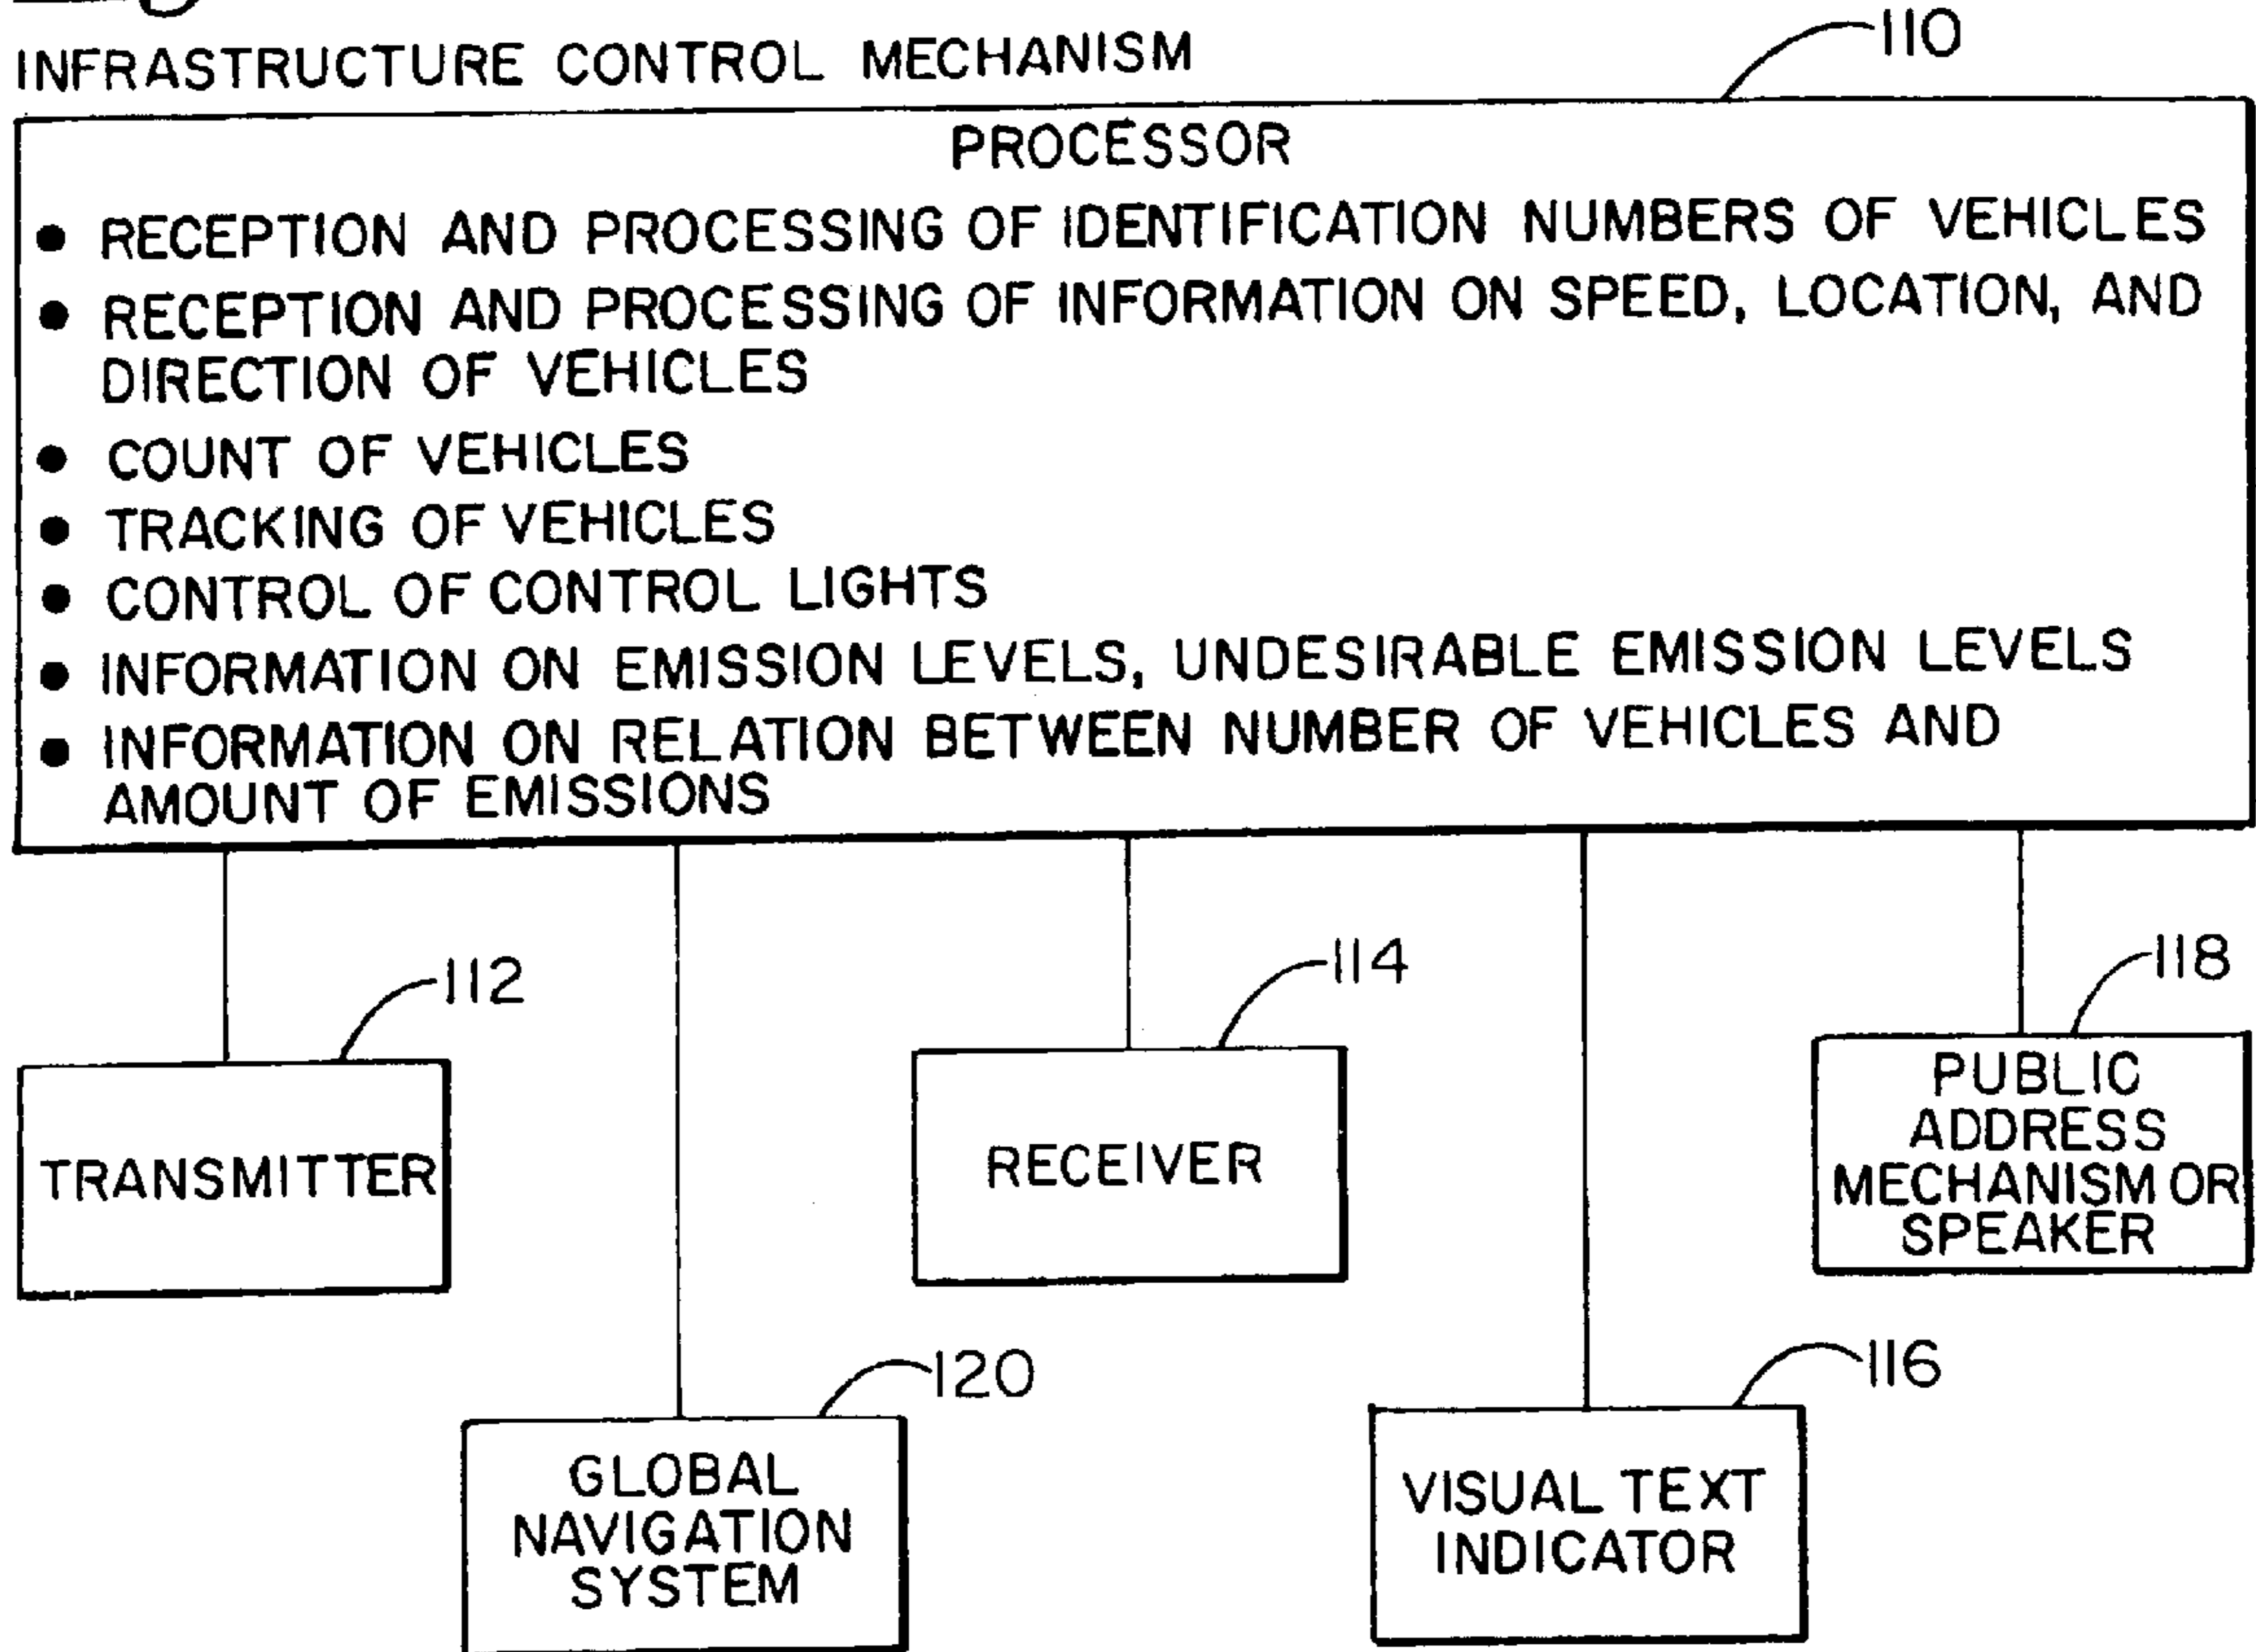 INFRASTRUCTURE CONTROL MECHANISM
110
PROCESSOR
• RECEPTION AND PROCESSING OF IDENTIFICATION NUMBERS OF VEHICLES
• RECEPTION AND PROCESSING OF INFORMATION ON SPEED, LOCATION, AND
DIRECTION OF VEHICLES
• COUNT OF VEHICLES
• TRACKING OF VEHICLES
• CONTROL OF CONTROL LIGHTS
• INFORMATION ON EMISSION LEVELS, UNDESIRABLE EMISSION LEVELS
• INFORMATION ON RELATION BETWEEN NUMBER OF VEHICLES AND
AMOUNT OF EMISSIONS
112
TRANSMITTER
114
RECEIVER
118
PUBLIC
ADDRESS
MECHANISM OR
SPEAKER
120
GLOBAL
NAVIGATION
SYSTEM
116
VISUAL TEXT
INDICATOR